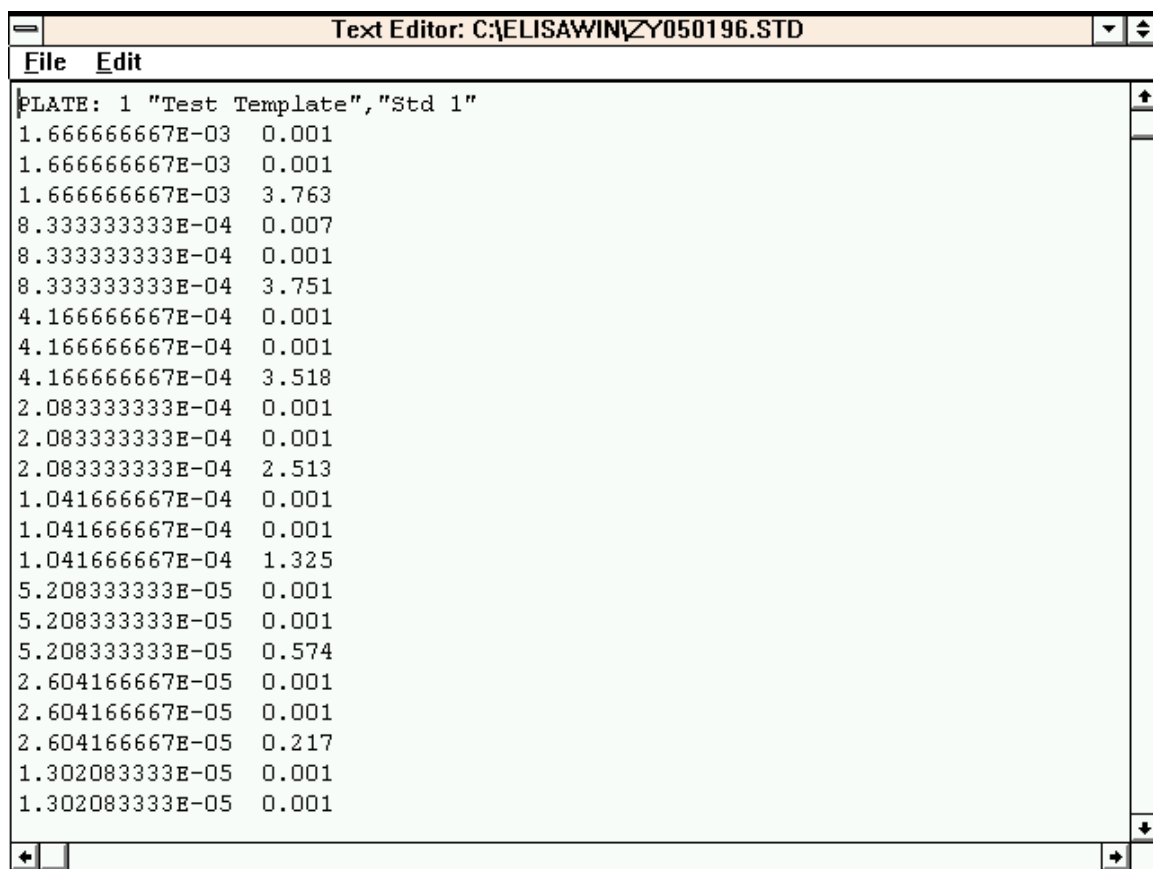 Text Editor: C:\ELISAWIN\ZY050196.STD
File Edit
PLATE: 1 "Test Template","Std 1"
1.666666667E-03 0.001
1.666666667E-03 0.001
1.666666667E-03 3.763
8.333333333E-04 0.007
8.333333333E-04 0.001
8.333333333E-04 3.751
4.166666667E-04 0.001
4.166666667E-04 0.001
4.166666667E-04 3.518
2.083333333E-04 0.001
2.083333333E-04 0.001
2.083333333E-04 2.513
1.041666667E-04 0.001
1.041666667E-04 0.001
1.041666667E-04 1.325
5.208333333E-05 0.001
5.208333333E-05 0.001
5.208333333E-05 0.574
2.604166667E-05 0.001
2.604166667E-05 0.001
2.604166667E-05 0.217
1.302083333E-05 0.001
1.302083333E-05 0.001